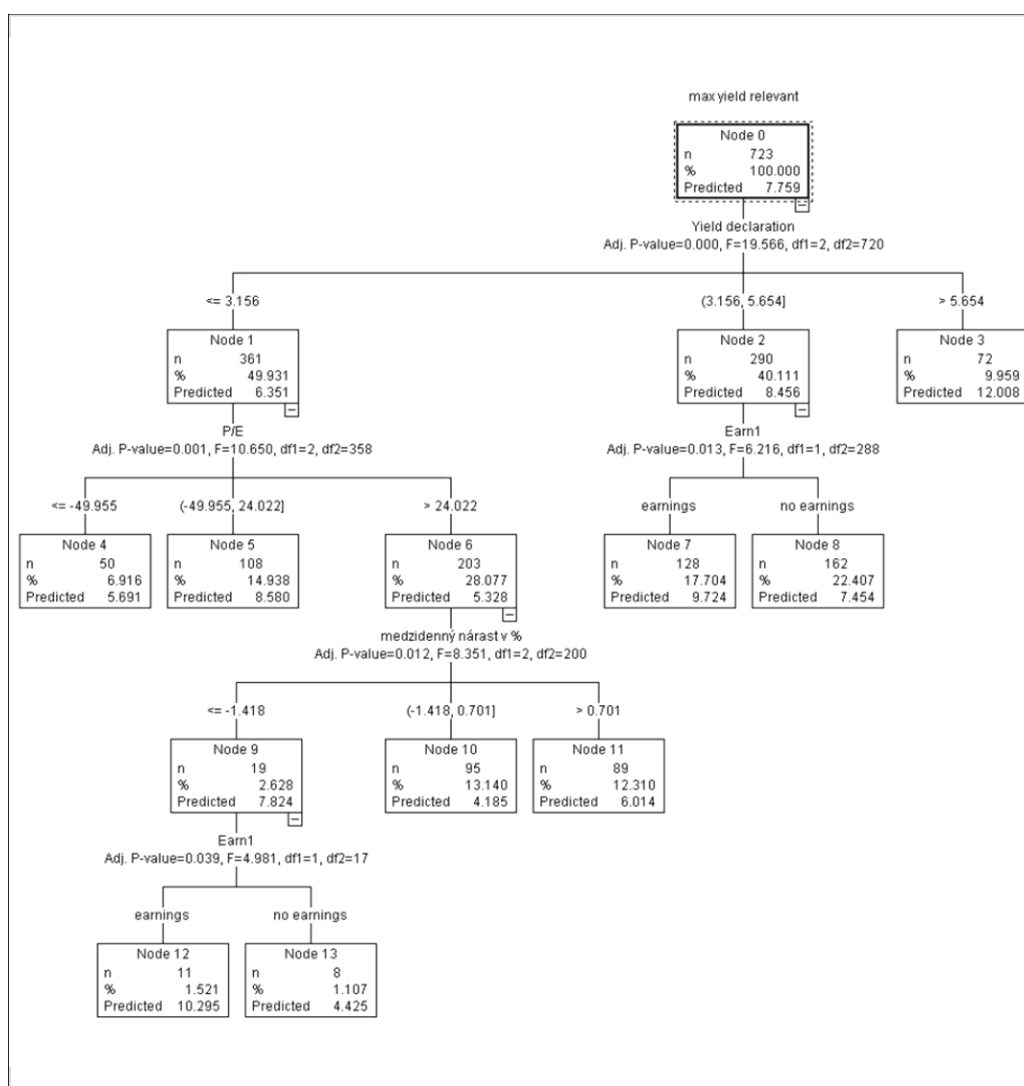 max yield relevant
Node 0
n 723
% 100.000
Predicted 7.759
Yield declaration
Adj. P-value=0.000, F=19.566, df1=2, df2=720
<= 3.156
(3.156, 5.654]
> 5.654
Node 1
n 361
% 49.931
Predicted 6.351
Node 2
n 290
% 40.111
Predicted 8.456
Node 3
n 72
% 9.959
Predicted 12.008
P/E
Adj. P-value=0.001, F=10.650, df1=2, df2=358
Earn1
Adj. P-value=0.013, F=6.216, df1=1, df2=288
<= -49.955
(-49.955, 24.022]
> 24.022
earnings
no earnings
Node 4
n 50
% 6.916
Predicted 5.691
Node 5
n 108
% 14.938
Predicted 8.580
Node 6
n 203
% 28.077
Predicted 5.328
Node 7
n 128
% 17.704
Predicted 9.724
Node 8
n 162
% 22.407
Predicted 7.454
medzidenný nárast v %
Adj. P-value=0.012, F=8.351, df1=2, df2=200
<= -1.418
(-1.418, 0.701]
> 0.701
Node 9
n 19
% 2.628
Predicted 7.824
Node 10
n 95
% 13.140
Predicted 4.185
Node 11
n 89
% 12.310
Predicted 6.014
Earn1
Adj. P-value=0.039, F=4.981, df1=1, df2=17
earnings
no earnings
Node 12
n 11
% 1.521
Predicted 10.295
Node 13
n 8
% 1.107
Predicted 4.425